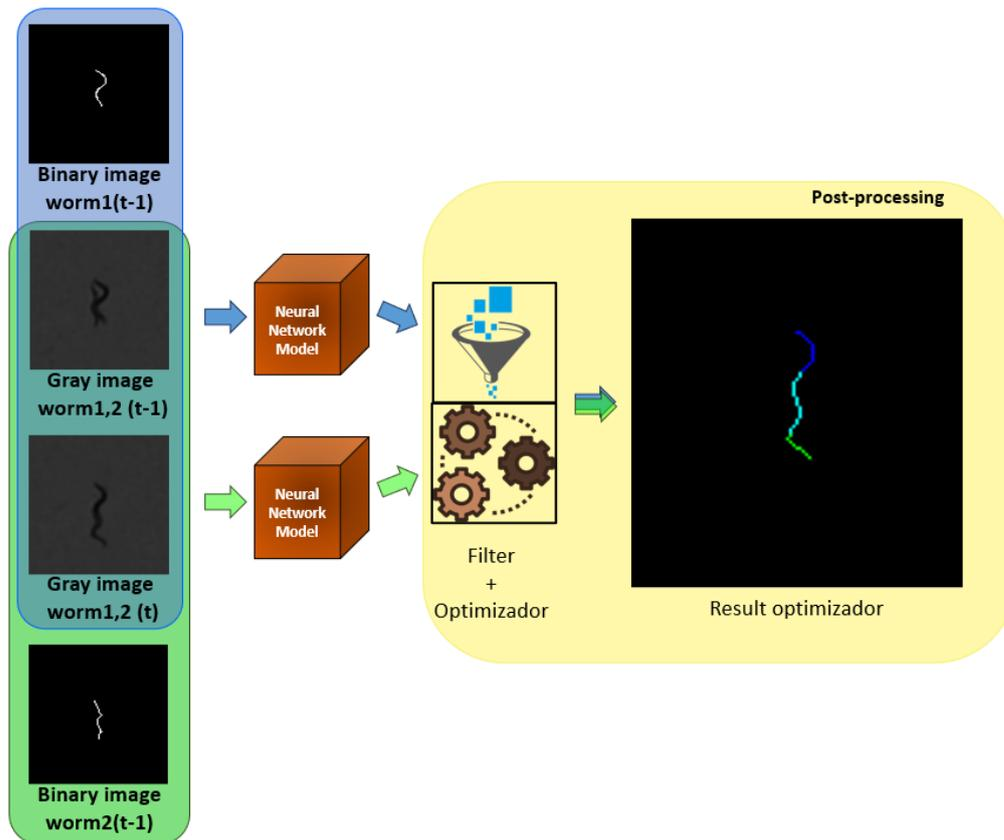 Binary image
worm1(t-1)
Gray image
worm1,2 (t-1)
Gray image
worm1,2 (t)
Binary image
worm2(t-1)
Neural
Network
Model
Neural
Network
Model
Post-processing
Filter
+
Optimizador
Result optimizador